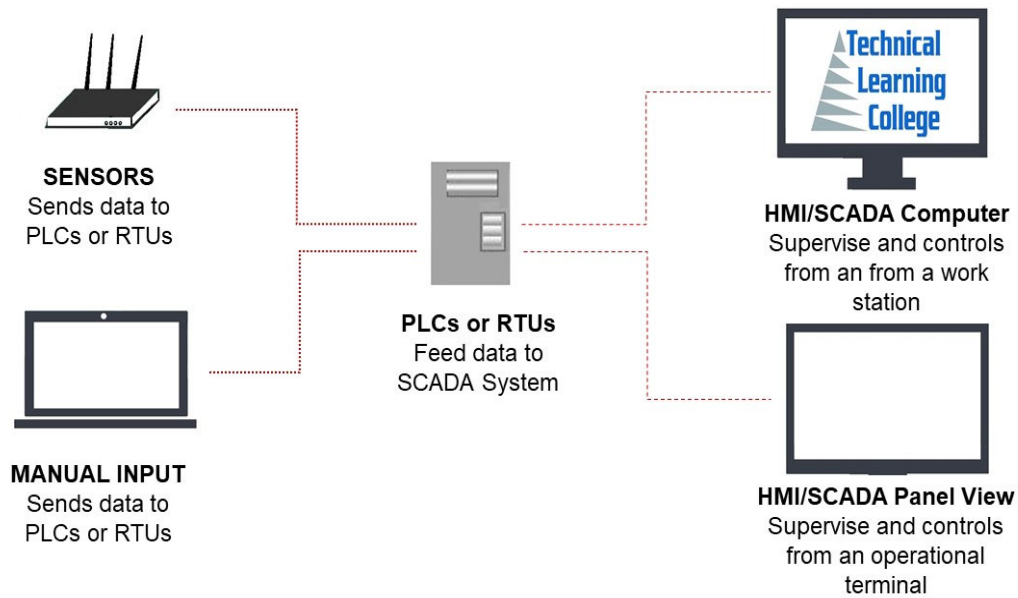 SENSORS
Sends data to
PLCs or RTUs
MANUAL INPUT
Sends data to
PLCs or RTUs
PLCs or RTUs
Feed data to
SCADA System
Technical
Learning
College
HMI/SCADA Computer
Supervise and controls
from an from a work
station
HMI/SCADA Panel View
Supervise and controls
from an operational
terminal